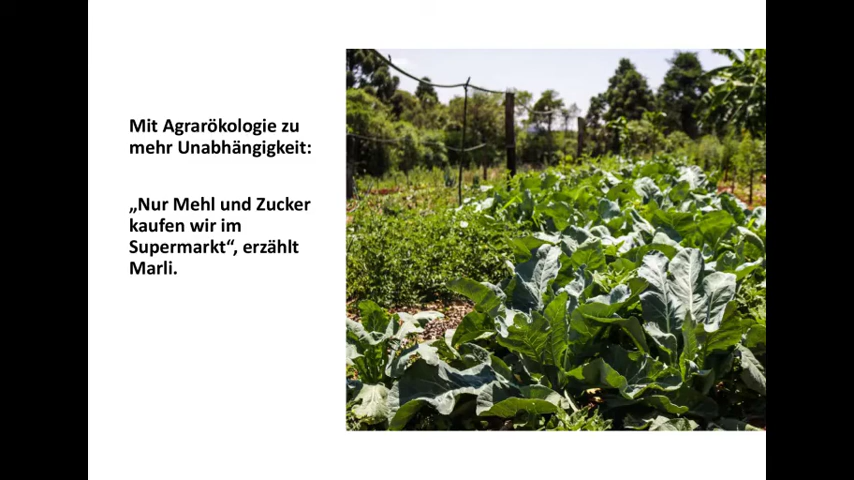 Mit Agrarökologie zu
mehr Unabhängigkeit:
„Nur Mehl und Zucker
kaufen wir im
Supermarkt“, erzählt
Marli.